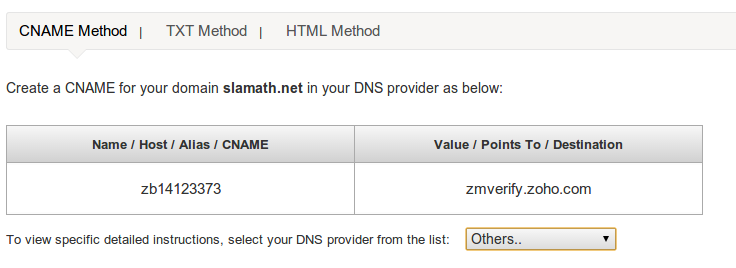 CNAME Method | TXT Method | HTML Method
Create a CNAME for your domain slamath.net in your DNS provider as below:
Name / Host / Alias / CNAME Value / Points To / Destination
zb14123373 zmverify.zoho.com
To view specific detailed instructions, select your DNS provider from the list: Others..